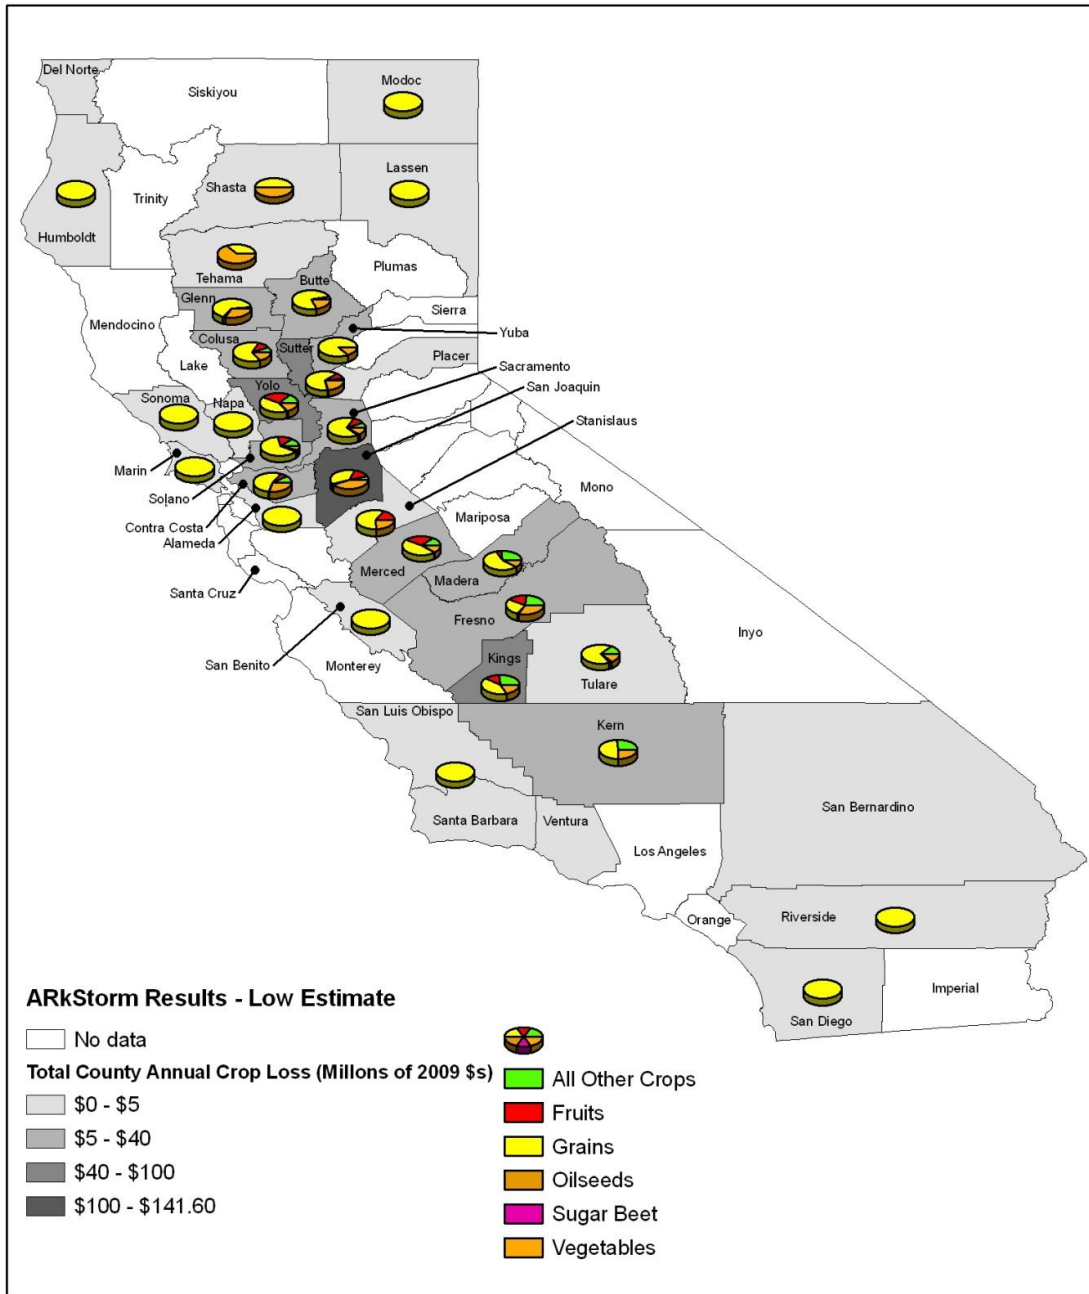 Del Norte
Siskiyou
Modoc
Shasta
Lassen
Trinity
Humboldt
Tehama
Plumas
Butte
Glenn
Sierra
Mendocino
Yuba
Colusa
Sutter
Placer
Lake
Sacramento
Yolo
San Joaquin
Sonoma
Napa
Stanislaus
Marin
Solano
Mono
Mariposa
Contra Costa
Alameda
Merced
Madera
Santa Cruz
Fresno
Inyo
San Benito
Monterey
Kings
Tulare
San Luis Obispo
Kern
San Bernardino
Santa Barbara
Ventura
Los Angeles
Orange
Riverside
Imperial
San Diego
ARkStorm Results - Low Estimate
No data
Total County Annual Crop Loss (Millons of 2009 $s)
$0 - $5
$5 - $40
$40 - $100
$100 - $141.60
All Other Crops
Fruits
Grains
Oilseeds
Sugar Beet
Vegetables